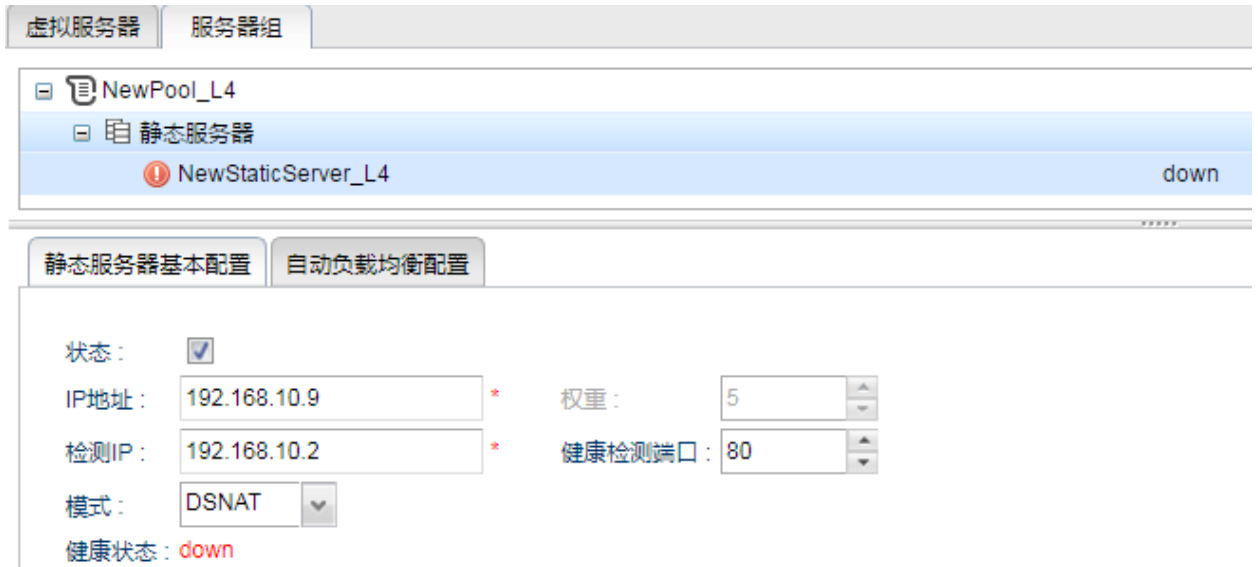 虚拟服务器 服务器组
NewPool_L4
静态服务器
NewStaticServer_L4 down
静态服务器基本配置 自动负载均衡配置
状态：
IP地址： 192.168.10.9 * 权重： 5
检测IP： 192.168.10.2 * 健康检测端口： 80
模式： DSNAT
健康状态：down